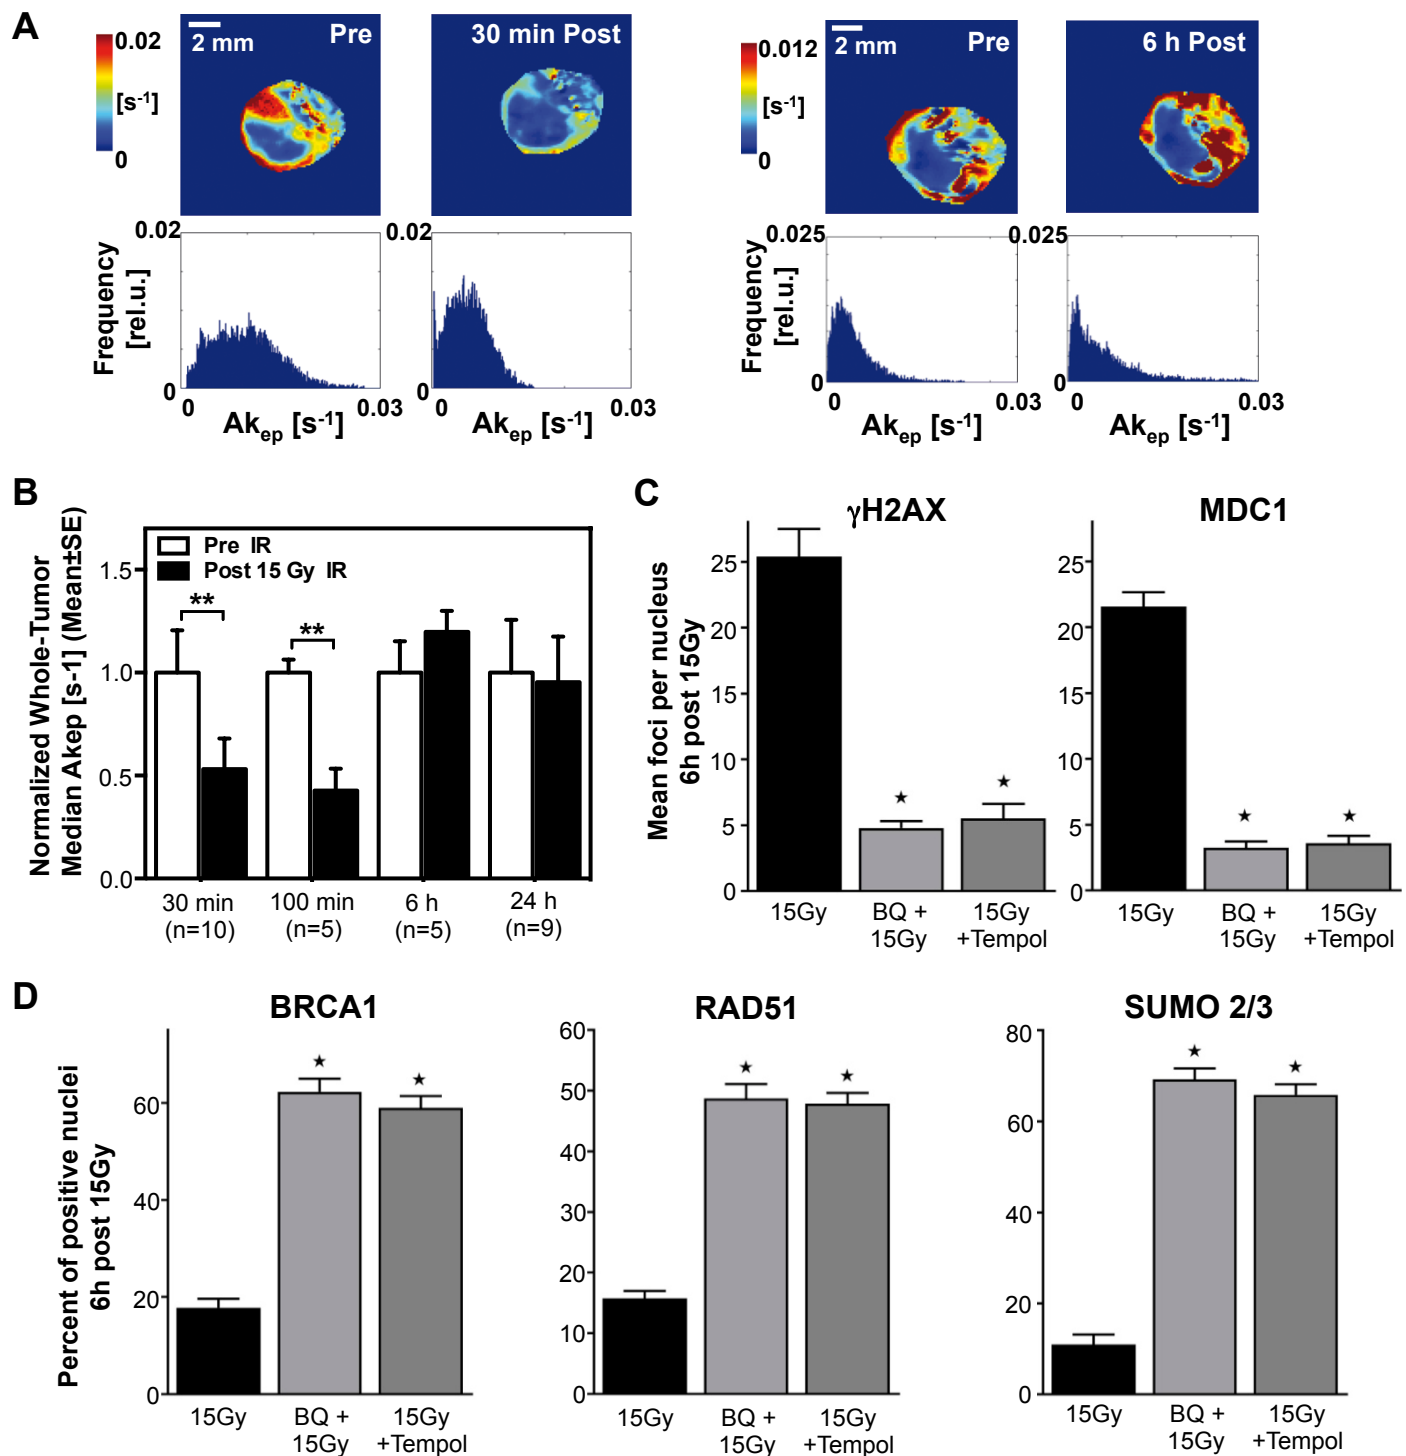 A
0.02
[s-1]
0
2 mm
Pre
30 min Post
0.012
[s-1]
0
2 mm
Pre
6 h Post
Frequency
[rel.u.]
0.02
0
0
0.03
Akep [s-1]
0.02
0
0
0.03
Akep [s-1]
Frequency
[rel.u.]
0.025
0
0
0.03
Akep [s-1]
0.025
0
0
0.03
Akep [s-1]
B
Normalized Whole-Tumor
Median Akep [s-1] (Mean±SE)
Pre IR
Post 15 Gy IR
1.5
1.0
0.5
0.0
**
**
30 min
(n=10)
100 min
(n=5)
6 h
(n=5)
24 h
(n=9)
C
Mean foci per nucleus
6h post 15Gy
γH2AX
25
20
15
10
5
0
★
★
15Gy
BQ +
15Gy
15Gy
+Tempol
MDC1
25
20
15
10
5
0
★
★
15Gy
BQ +
15Gy
15Gy
+Tempol
D
Percent of positive nuclei
6h post 15Gy
BRCA1
60
40
20
0
★
★
15Gy
BQ +
15Gy
15Gy
+Tempol
RAD51
60
50
40
30
20
10
0
★
★
15Gy
BQ +
15Gy
15Gy
+Tempol
SUMO 2/3
80
60
40
20
0
★
★
15Gy
BQ +
15Gy
15Gy
+Tempol